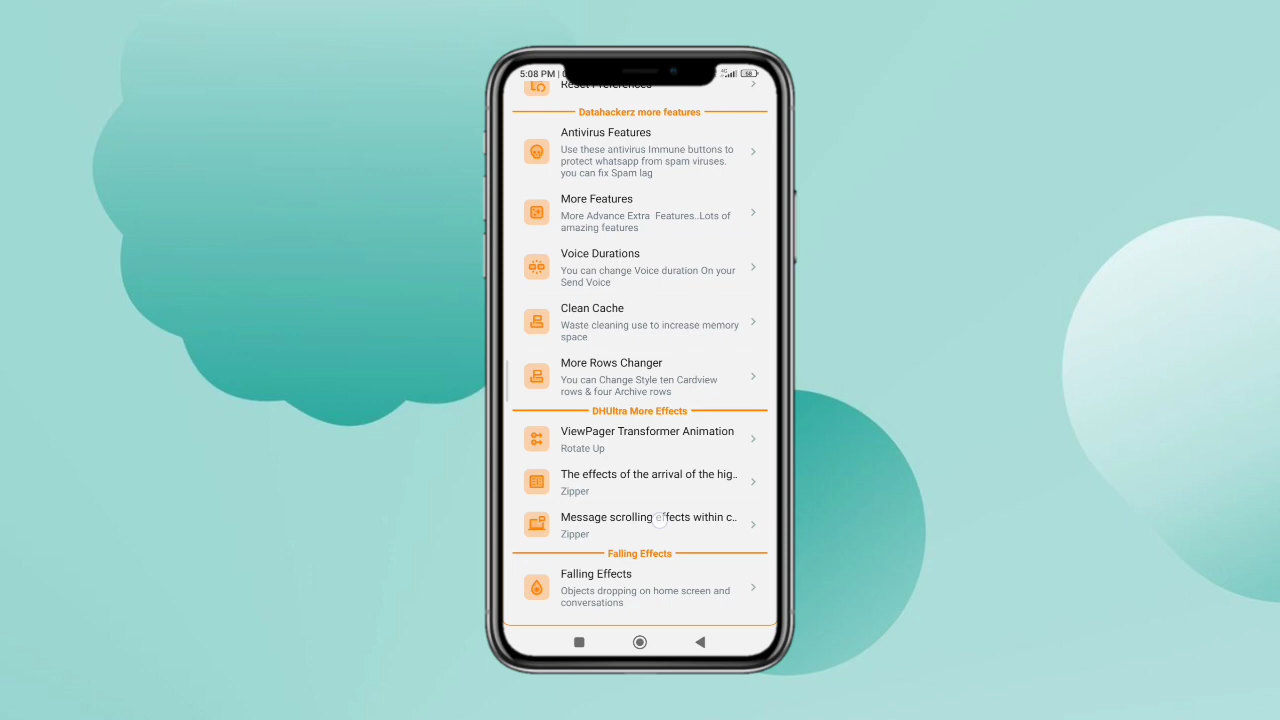 5:08 PM |
Reset Preferences
Datahackerz more features
Antivirus Features
Use these antivirus Immune buttons to
protect whatsapp from spam viruses.
you can fix Spam lag
More Features
More Advance Extra Features..Lots of
amazing features
Voice Durations
You can change Voice duration On your
Send Voice
Clean Cache
Waste cleaning use to increase memory
space
More Rows Changer
You can Change Style ten Cardview
rows & four Archive rows
DHUltra More Effects
ViewPager Transformer Animation
Rotate Up
The effects of the arrival of the hig..
Zipper
Message scrolling effects within c..
Zipper
Falling Effects
Falling Effects
Objects dropping on home screen and
conversations